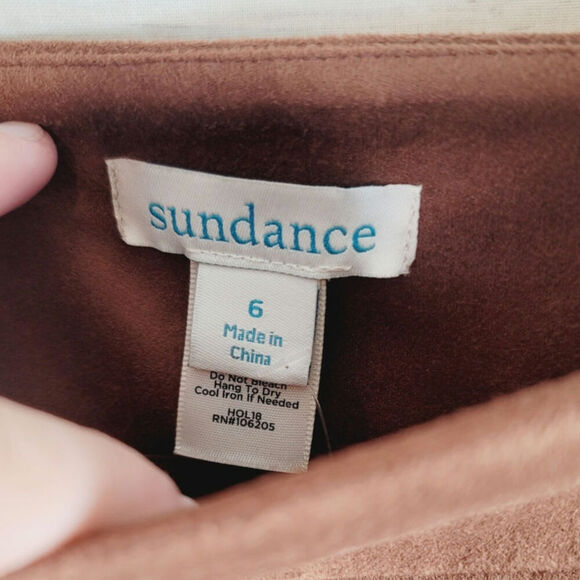 sundance
6
Made in
China
Do Not Bleach
Hang To Dry
Cool Iron If Needed
HOL18
RN#106205